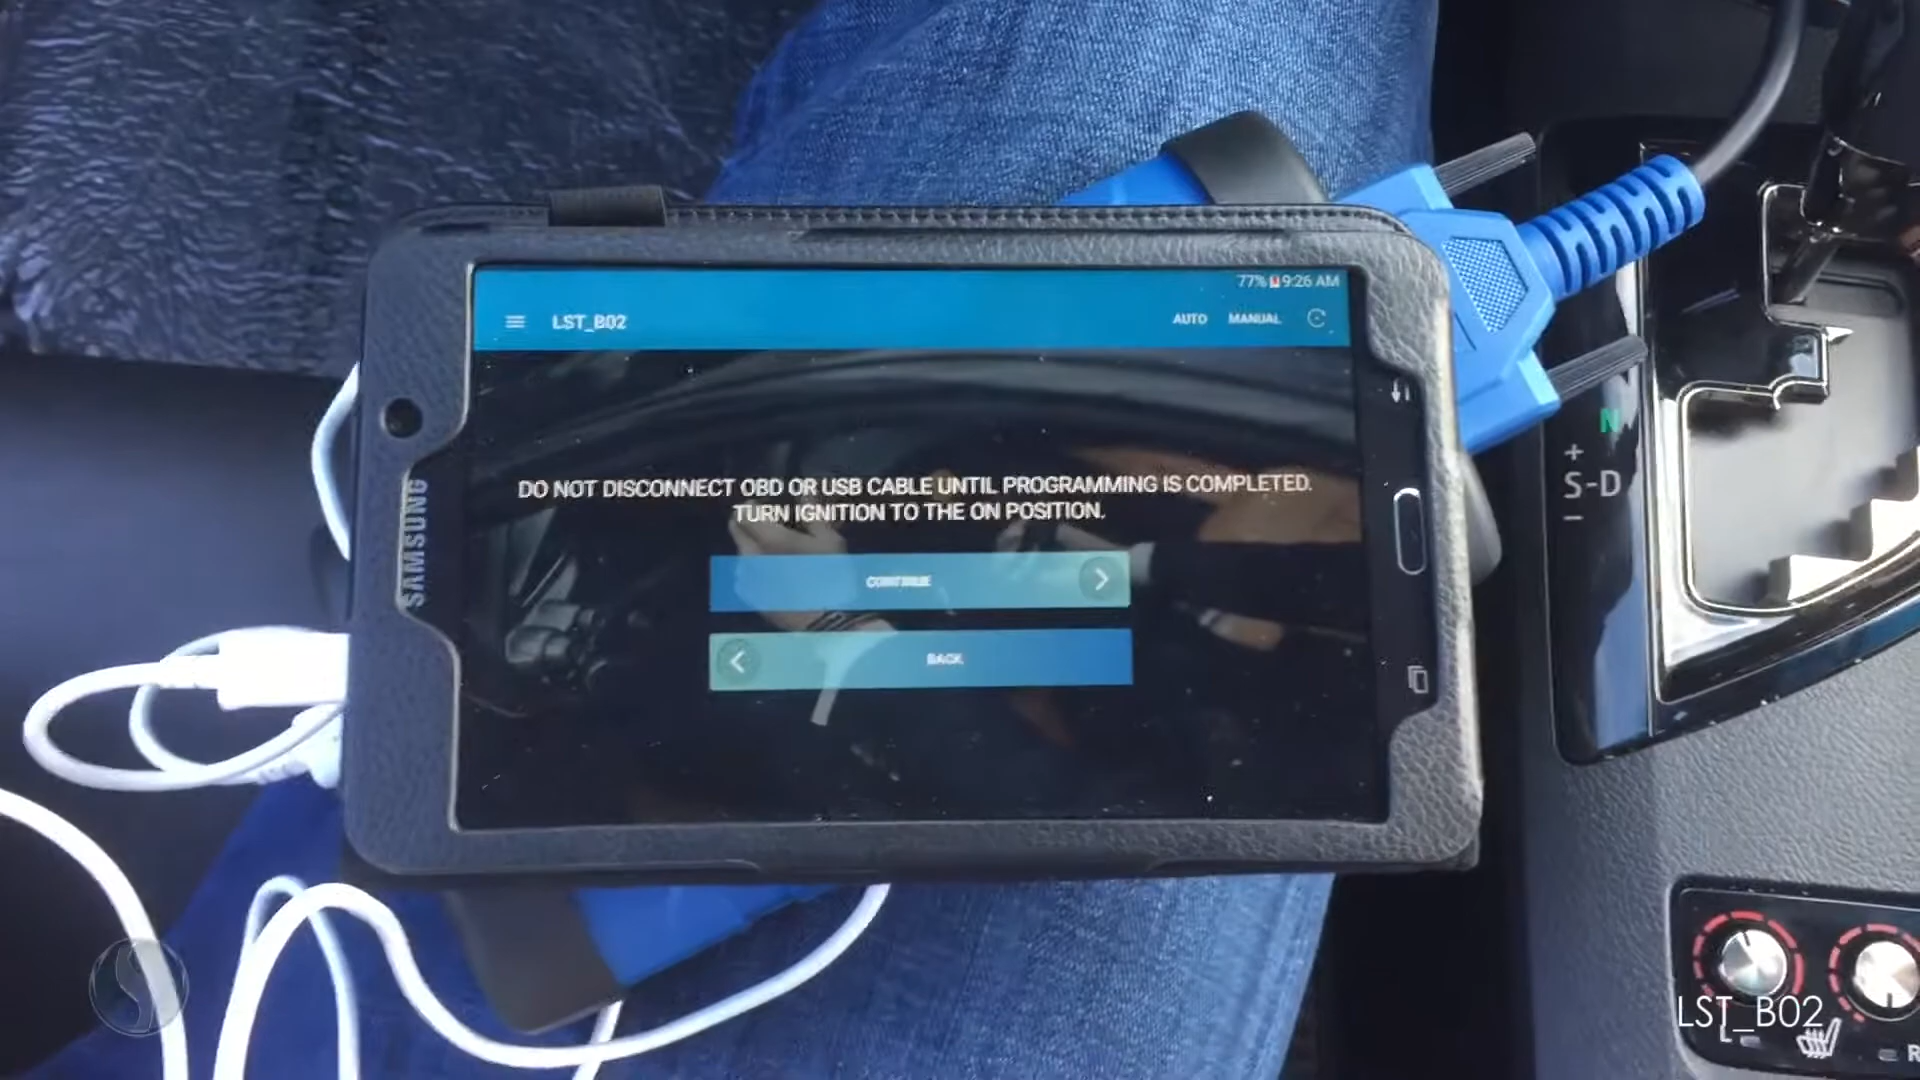 77% 9:26 AM
LST_B02
AUTO MANUAL
DO NOT DISCONNECT OBD OR USB CABLE UNTIL PROGRAMMING IS COMPLETED.
TURN IGNITION TO THE ON POSITION.
CONTINUE
BACK
SAMSUNG
N
+
S-D
−
LST_B02
L
R